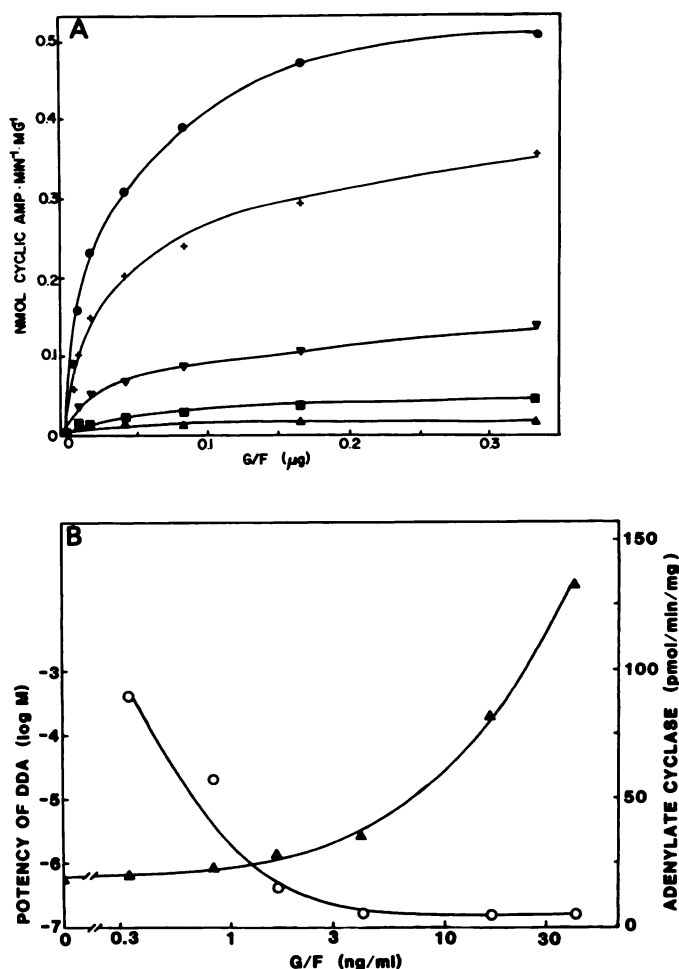 A
0.5
0.4
0.3
0.2
0.1
0
NMOL CYCLIC AMP · MIN⁻¹ · MG⁻¹
0 0.1 0.2 0.3
G/F (µg)
B
-3
-4
-5
-6
-7
POTENCY OF DDA (log M)
150
100
50
0
ADENYLATE CYCLASE (pmol/min/mg)
0 0.3 1 3 10 30
G/F (ng/ml)